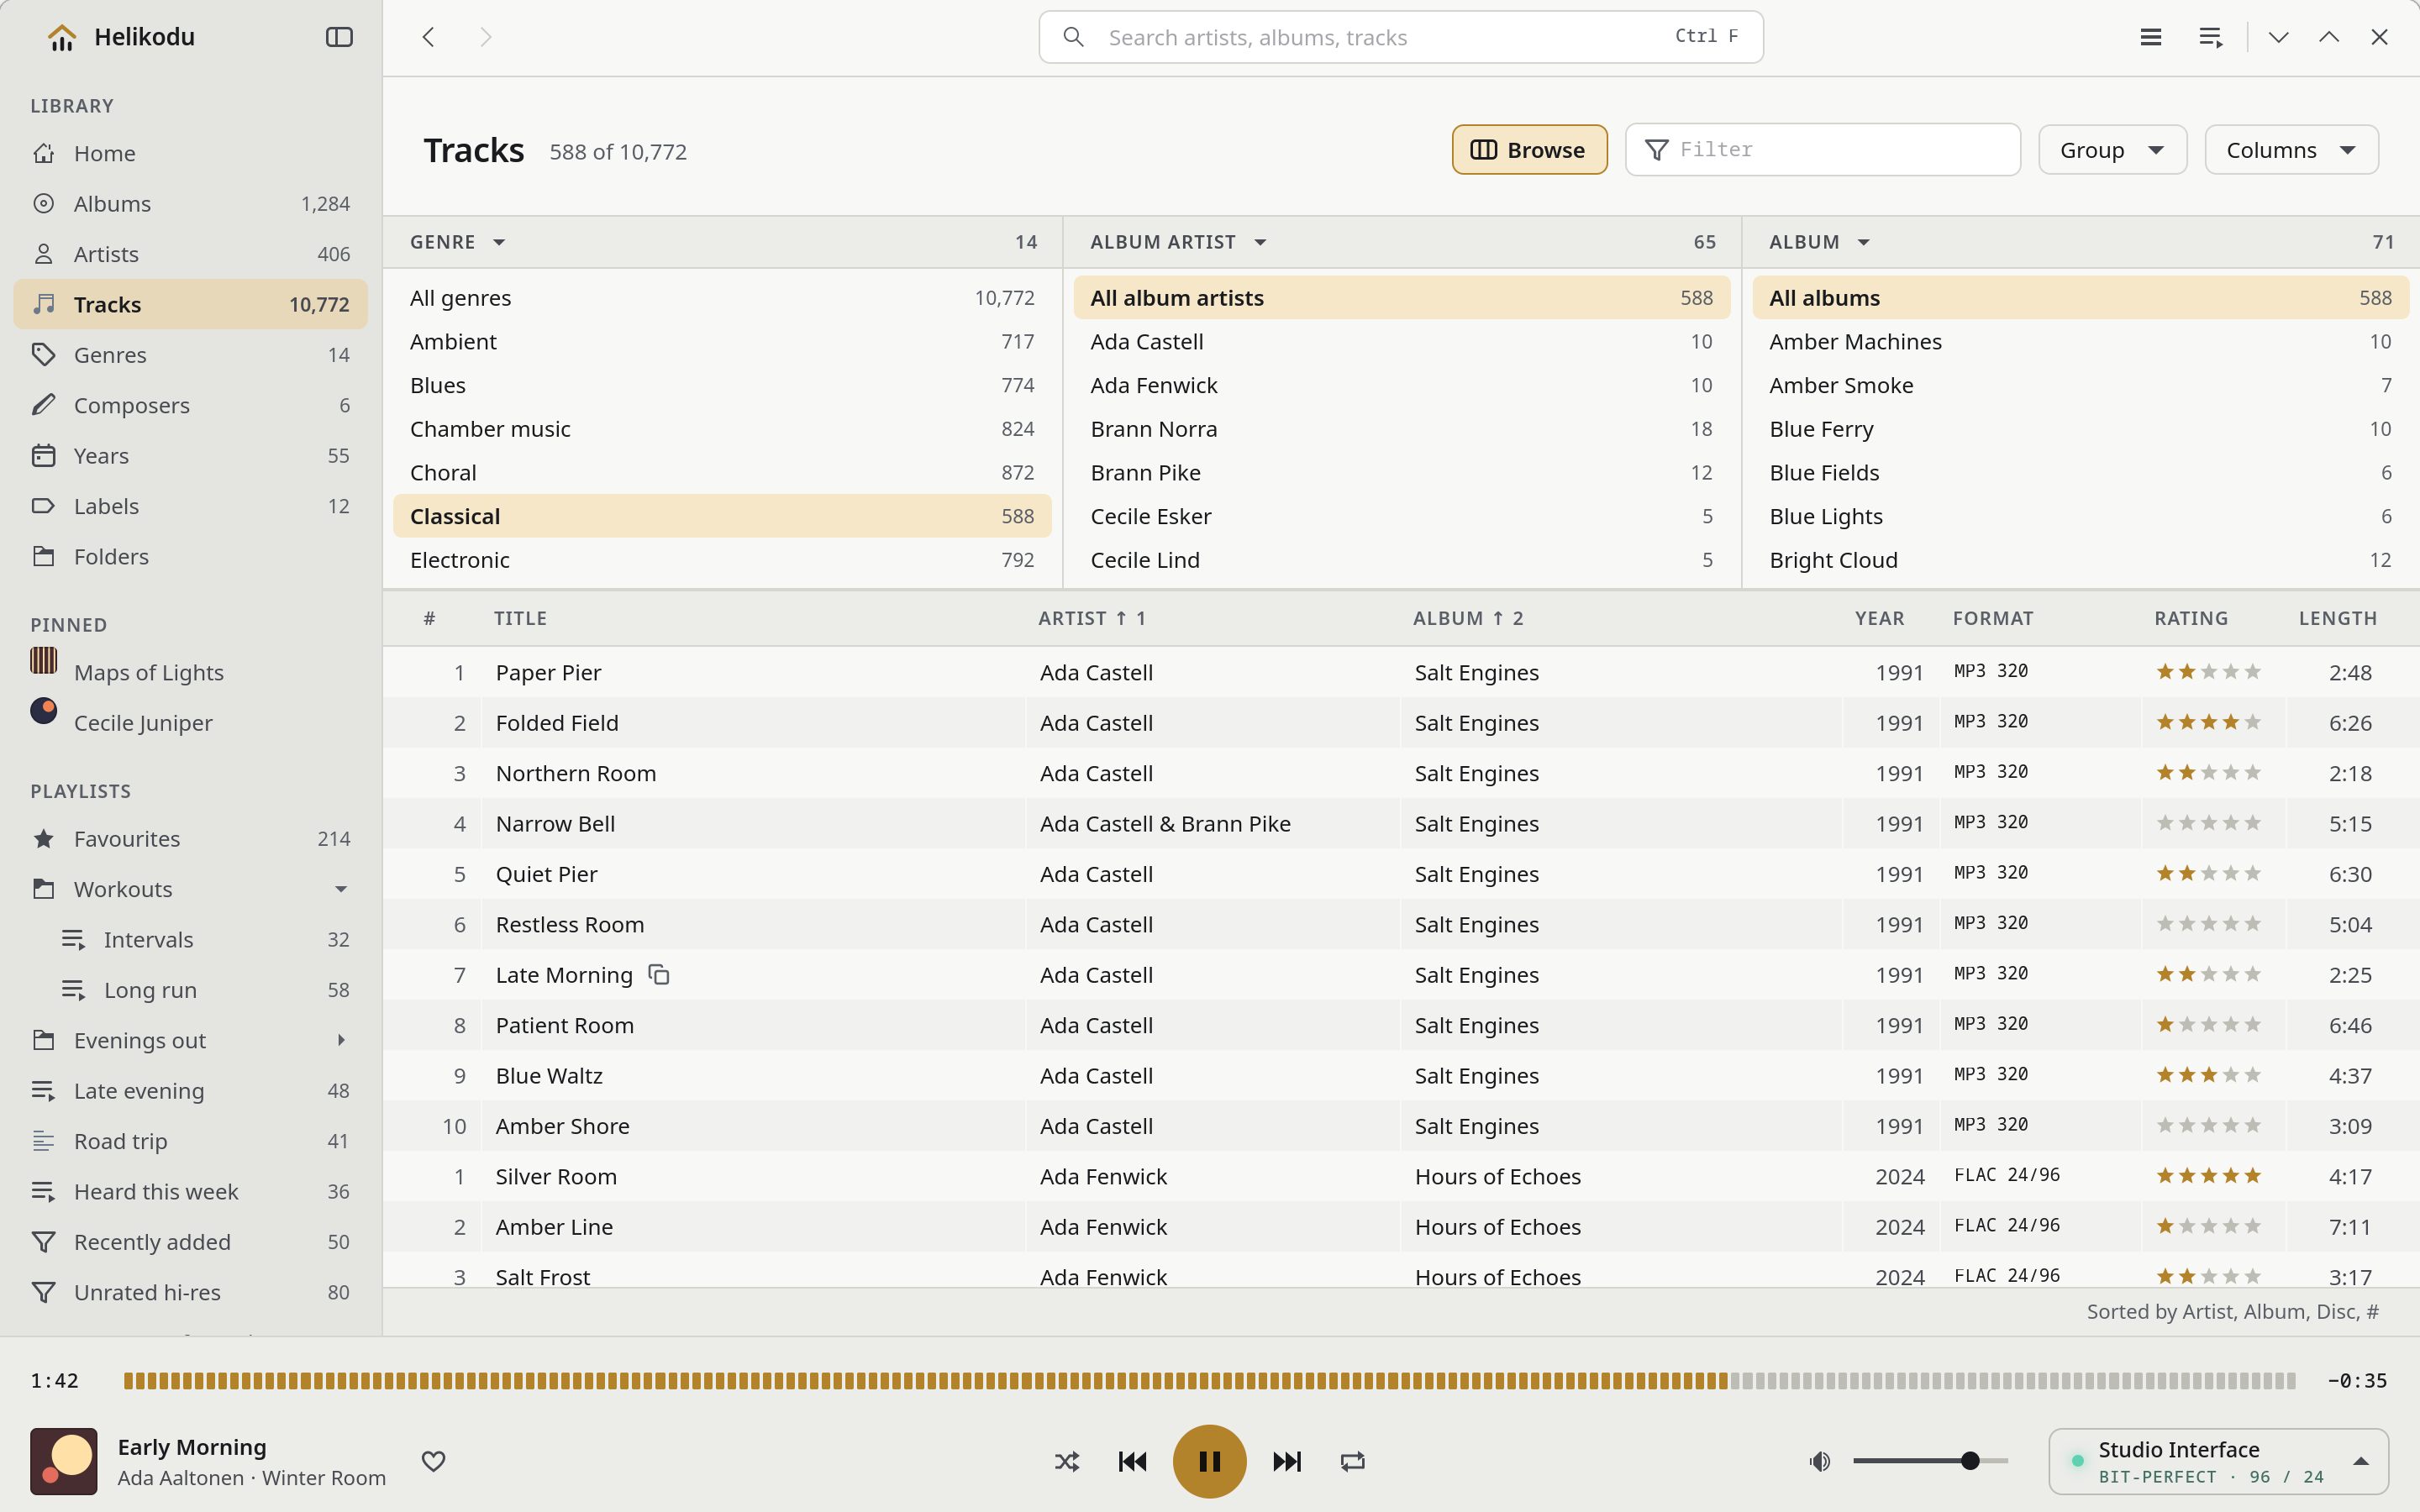 Helikodu
Search artists, albums, tracks
Ctrl F
LIBRARY
Home
Albums 1,284
Artists 406
Tracks 10,772
Genres 14
Composers 6
Years 55
Labels 12
Folders
PINNED
Maps of Lights
Cecile Juniper
PLAYLISTS
Favourites 214
Workouts
Intervals 32
Long run 58
Evenings out
Late evening 48
Road trip 41
Heard this week 36
Recently added 50
Unrated hi-res 80
Tracks 588 of 10,772
Browse
Filter
Group
Columns
GENRE 14
All genres 10,772
Ambient 717
Blues 774
Chamber music 824
Choral 872
Classical 588
Electronic 792
ALBUM ARTIST 65
All album artists 588
Ada Castell 10
Ada Fenwick 10
Brann Norra 18
Brann Pike 12
Cecile Esker 5
Cecile Lind 5
ALBUM 71
All albums 588
Amber Machines 10
Amber Smoke 7
Blue Ferry 10
Blue Fields 6
Blue Lights 6
Bright Cloud 12
# TITLE ARTIST ↑ 1 ALBUM ↑ 2 YEAR FORMAT RATING LENGTH
1 Paper Pier Ada Castell Salt Engines 1991 MP3 320 2:48
2 Folded Field Ada Castell Salt Engines 1991 MP3 320 6:26
3 Northern Room Ada Castell Salt Engines 1991 MP3 320 2:18
4 Narrow Bell Ada Castell & Brann Pike Salt Engines 1991 MP3 320 5:15
5 Quiet Pier Ada Castell Salt Engines 1991 MP3 320 6:30
6 Restless Room Ada Castell Salt Engines 1991 MP3 320 5:04
7 Late Morning Ada Castell Salt Engines 1991 MP3 320 2:25
8 Patient Room Ada Castell Salt Engines 1991 MP3 320 6:46
9 Blue Waltz Ada Castell Salt Engines 1991 MP3 320 4:37
10 Amber Shore Ada Castell Salt Engines 1991 MP3 320 3:09
1 Silver Room Ada Fenwick Hours of Echoes 2024 FLAC 24/96 4:17
2 Amber Line Ada Fenwick Hours of Echoes 2024 FLAC 24/96 7:11
3 Salt Frost Ada Fenwick Hours of Echoes 2024 FLAC 24/96 3:17
Sorted by Artist, Album, Disc, #
1:42
−0:35
Early Morning
Ada Aaltonen · Winter Room
Studio Interface
BIT-PERFECT · 96 / 24